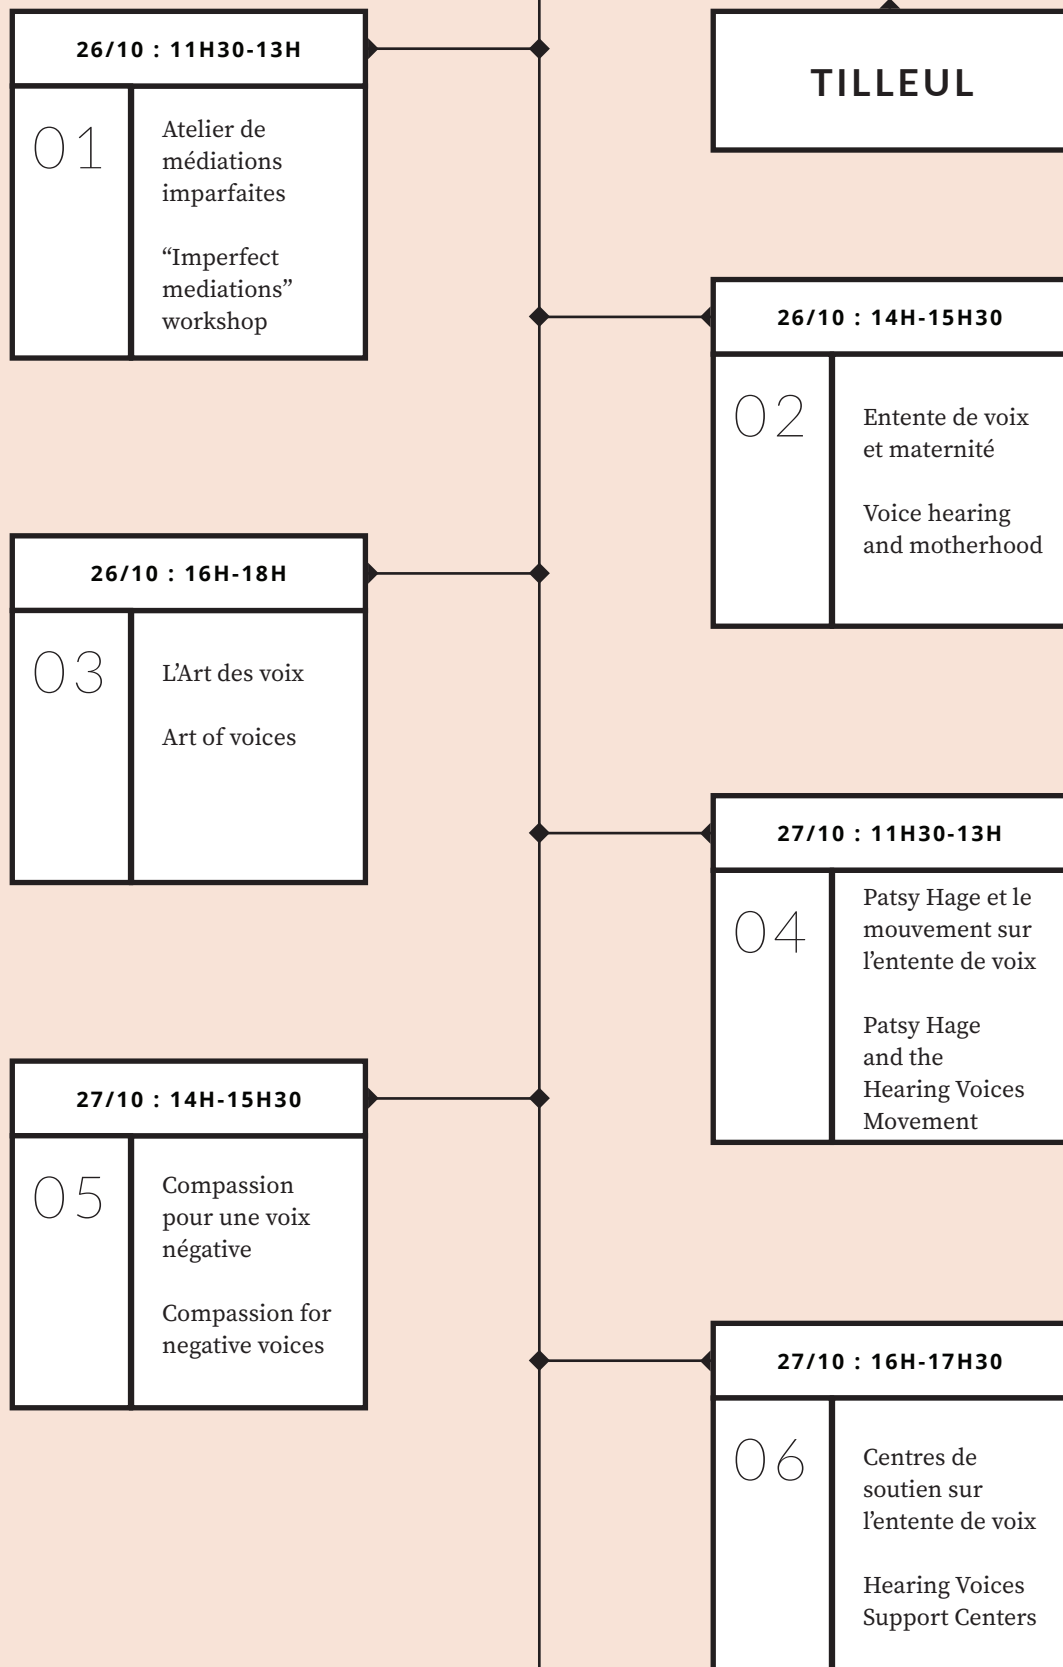 26/10 : 11H30-13H
01
Atelier de
médiations
imparfaites
“Imperfect
mediations”
workshop
TILLEUL
26/10 : 14H-15H30
02
Entente de voix
et maternité
Voice hearing
and motherhood
26/10 : 16H-18H
03
L’Art des voix
Art of voices
27/10 : 11H30-13H
04
Patsy Hage et le
mouvement sur
l’entente de voix
Patsy Hage
and the
Hearing Voices
Movement
27/10 : 14H-15H30
05
Compassion
pour une voix
négative
Compassion for
negative voices
27/10 : 16H-17H30
06
Centres de
soutien sur
l’entente de voix
Hearing Voices
Support Centers